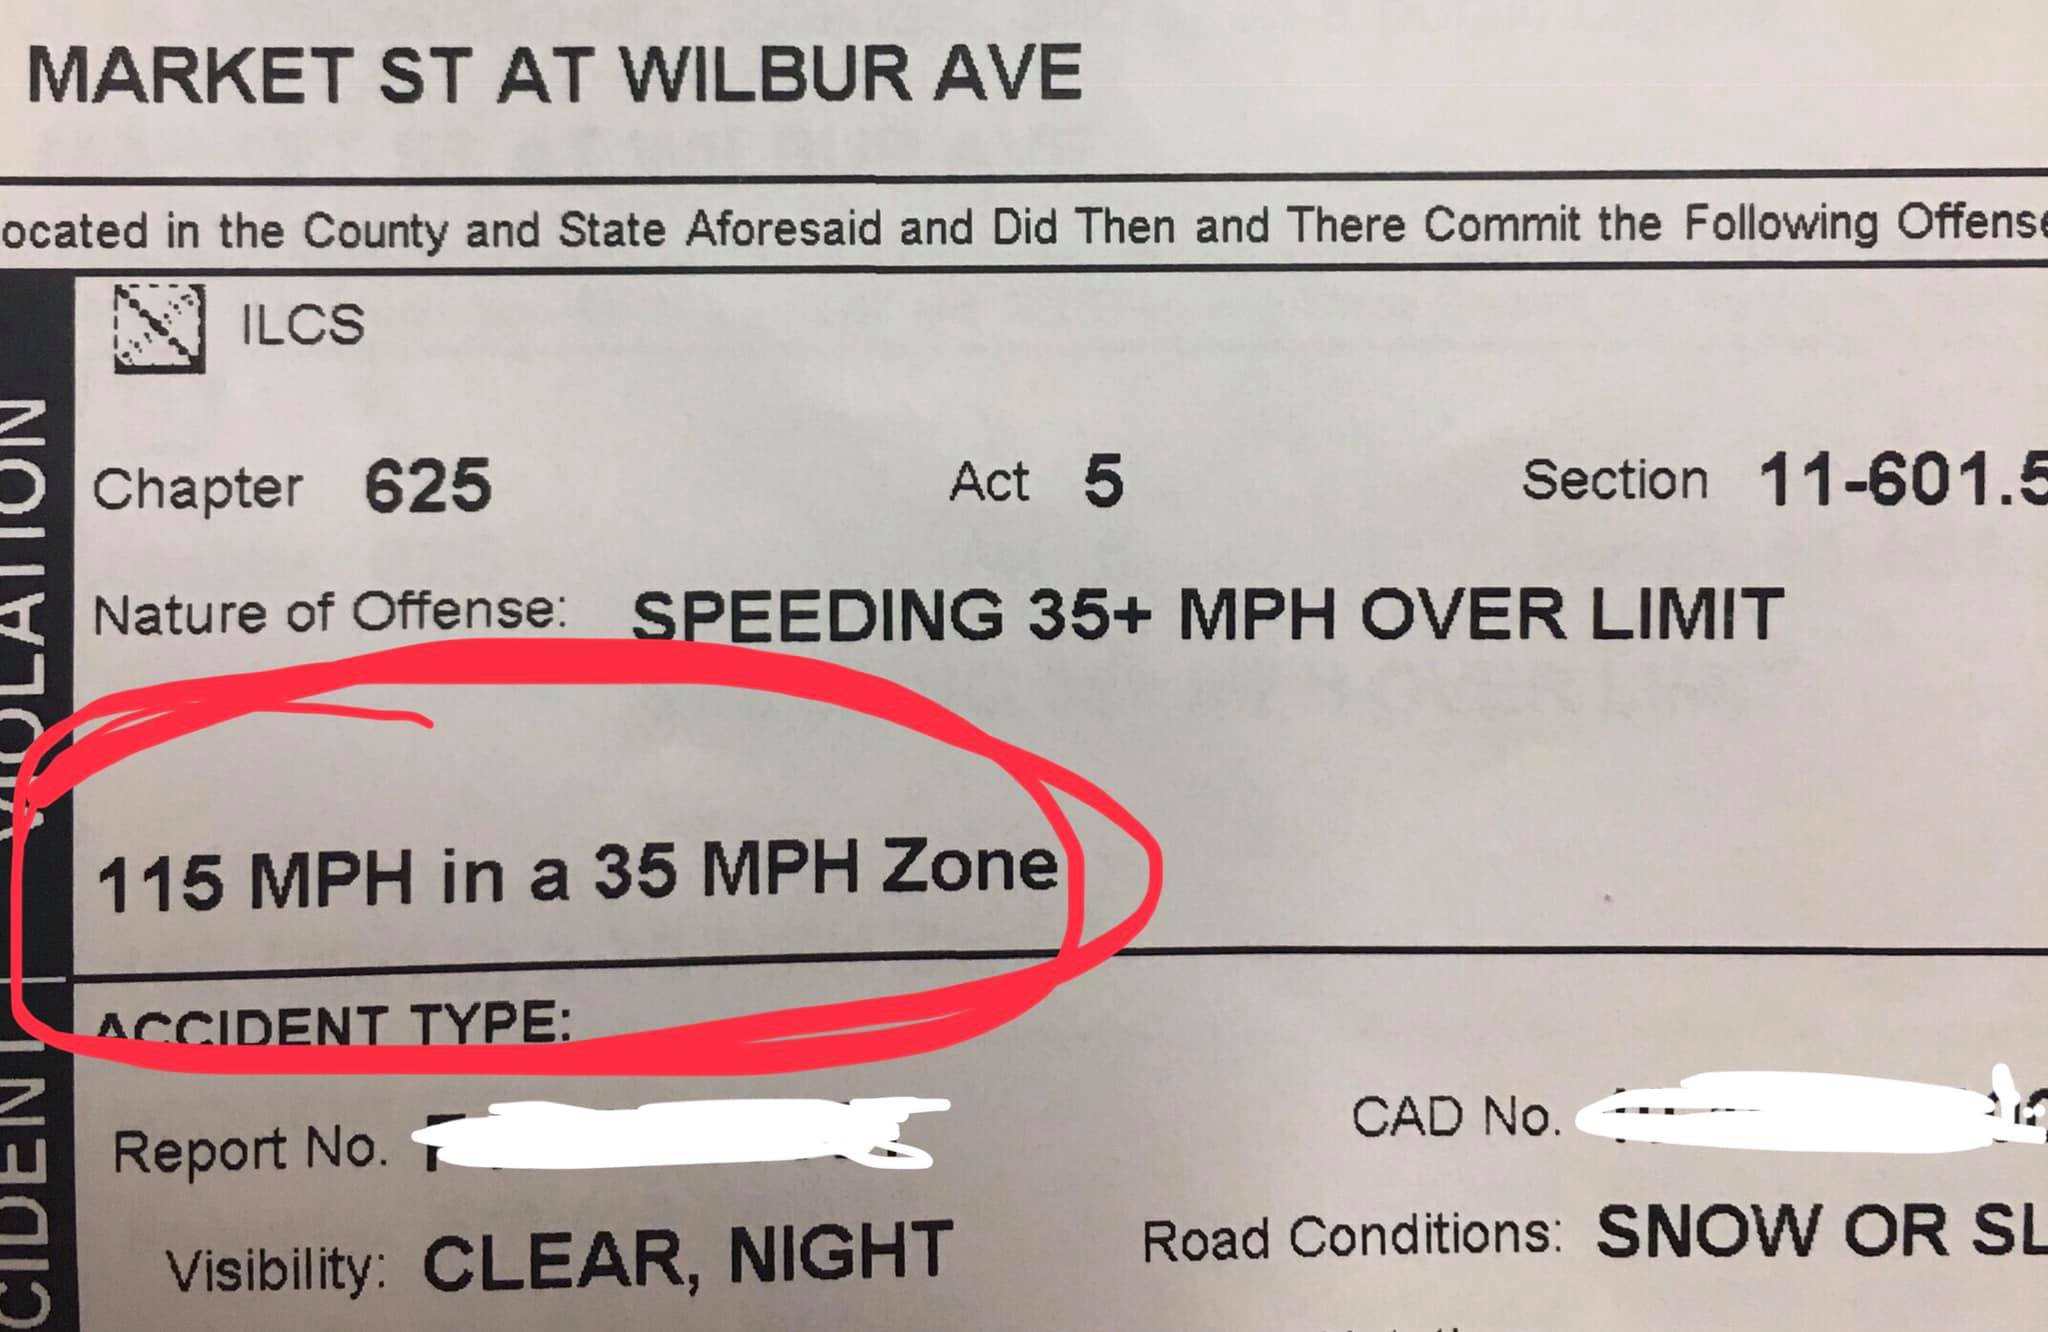 MARKET ST AT WILBUR AVE
ocated in the County and State Aforesaid and Did Then and There Commit the Following Offense
ILCS
VIOLATION
Chapter 625 Act 5 Section 11-601.5
Nature of Offense: SPEEDING 35+ MPH OVER LIMIT
115 MPH in a 35 MPH Zone
ACCIDENT TYPE:
CIDENT
Report No. CAD No.
Visibility: CLEAR, NIGHT Road Conditions: SNOW OR SL